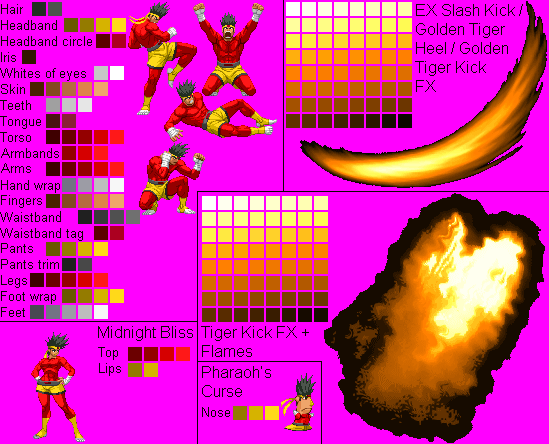 Hair
Headband
Headband circle
Iris
Whites of eyes
Skin
Teeth
Tongue
Torso
Armbands
Arms
Hand wrap
Fingers
Waistband
Waistband tag
Pants
Pants trim
Legs
Foot wrap
Feet
EX Slash Kick /
Golden Tiger
Heel / Golden
Tiger Kick
FX
Midnight Bliss
Top
Lips
Tiger Kick FX +
Flames
Pharaoh's
Curse
Nose